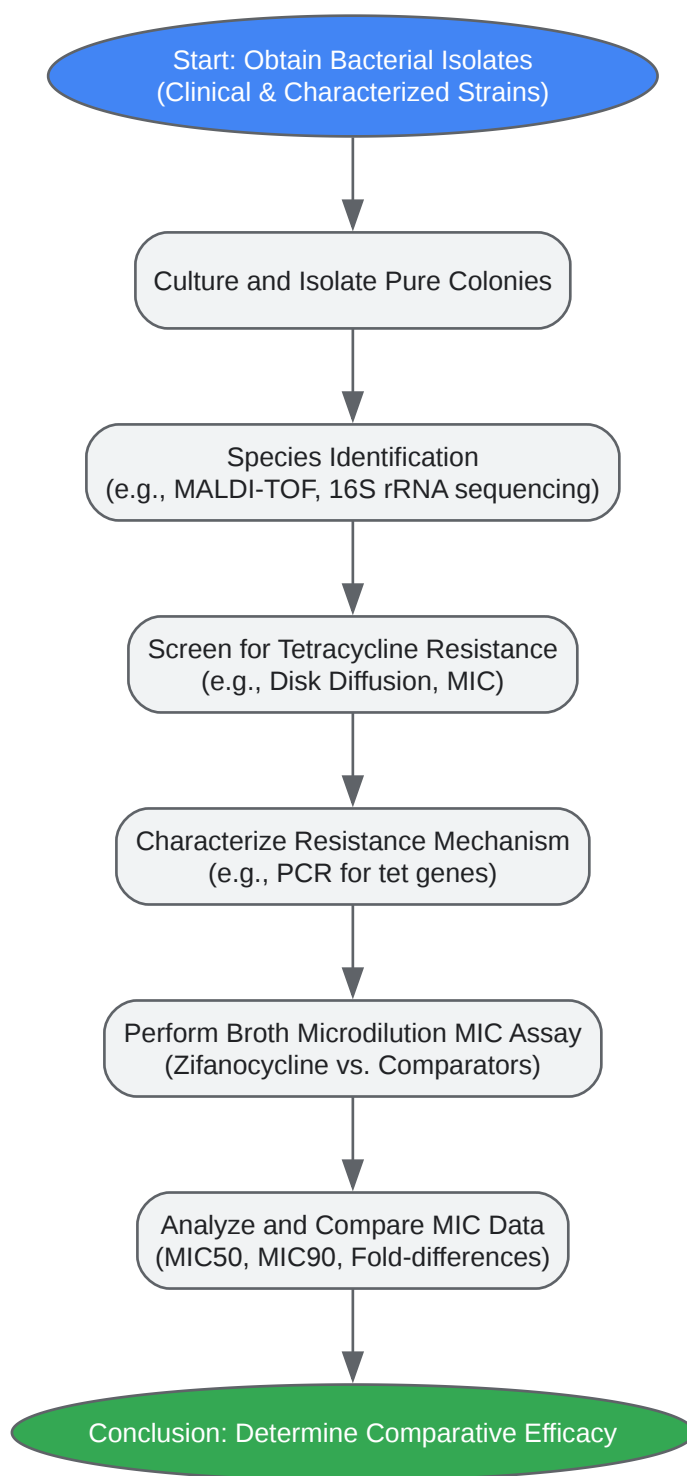 Start: Obtain Bacterial Isolates
(Clinical & Characterized Strains)
Culture and Isolate Pure Colonies
Species Identification
(e.g., MALDI-TOF, 16S rRNA sequencing)
Screen for Tetracycline Resistance
(e.g., Disk Diffusion, MIC)
Characterize Resistance Mechanism
(e.g., PCR for tet genes)
Perform Broth Microdilution MIC Assay
(Zifanocycline vs. Comparators)
Analyze and Compare MIC Data
(MIC50, MIC90, Fold-differences)
Conclusion: Determine Comparative Efficacy